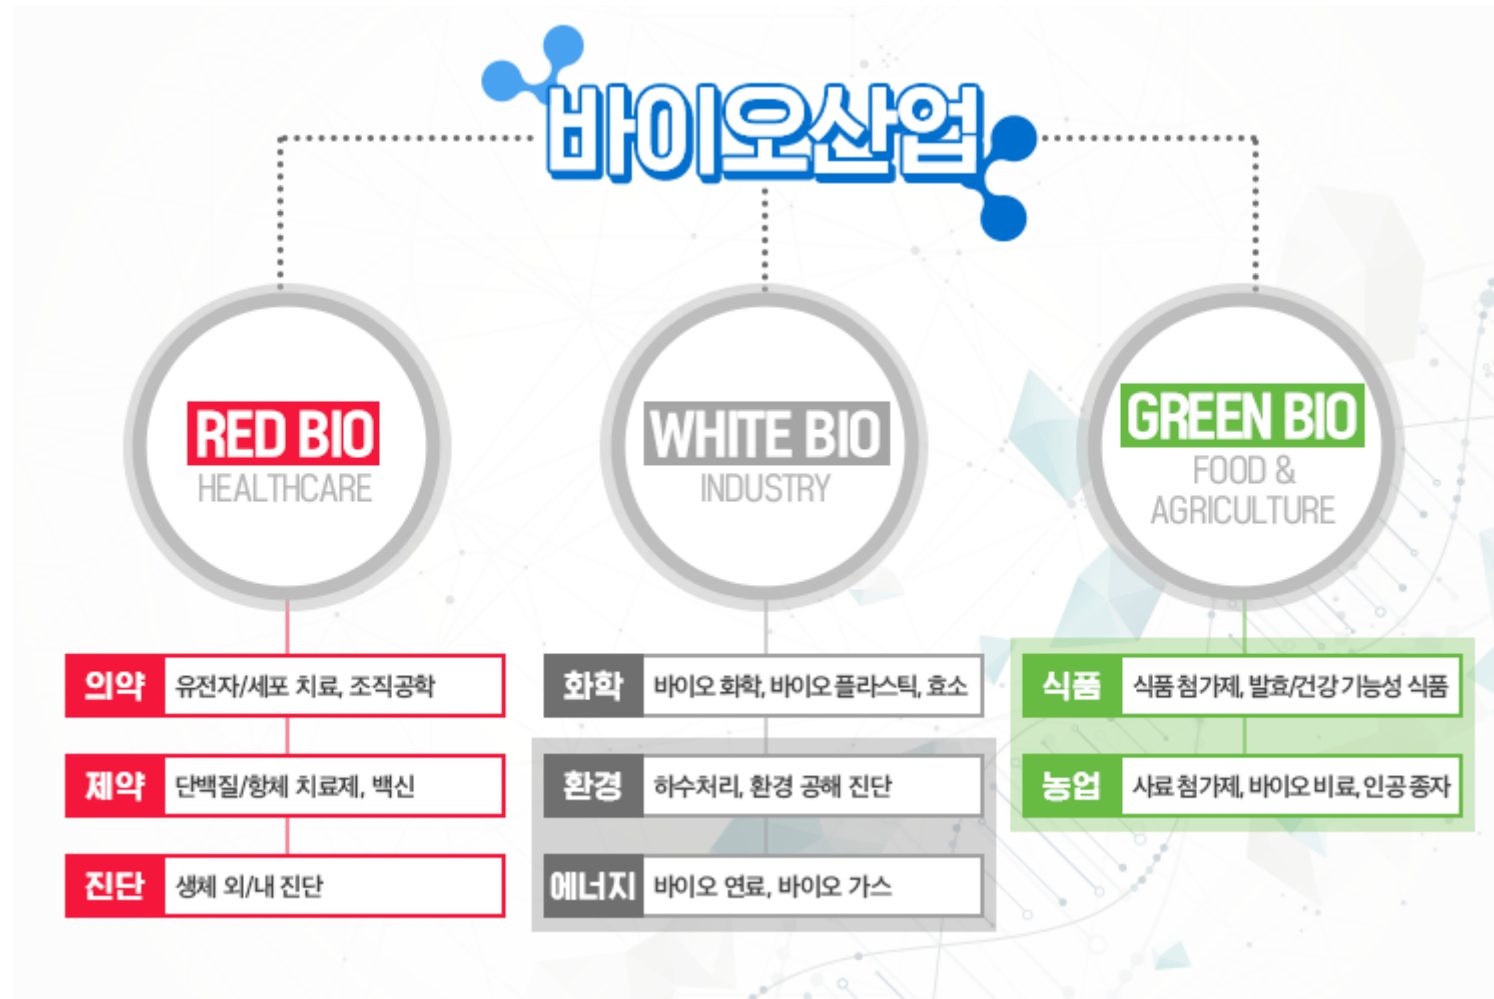 바이오산업
RED BIO
HEALTHCARE
의약 유전자/세포 치료, 조직공학
제약 단백질/항체 치료제, 백신
진단 생체 외/내 진단
WHITE BIO
INDUSTRY
화학 바이오 화학, 바이오 플라스틱, 효소
환경 하수처리, 환경 공해 진단
에너지 바이오 연료, 바이오 가스
GREEN BIO
FOOD &
AGRICULTURE
식품 식품 첨가제, 발효/건강 기능성 식품
농업 사료 첨가제, 바이오 비료, 인공 종자